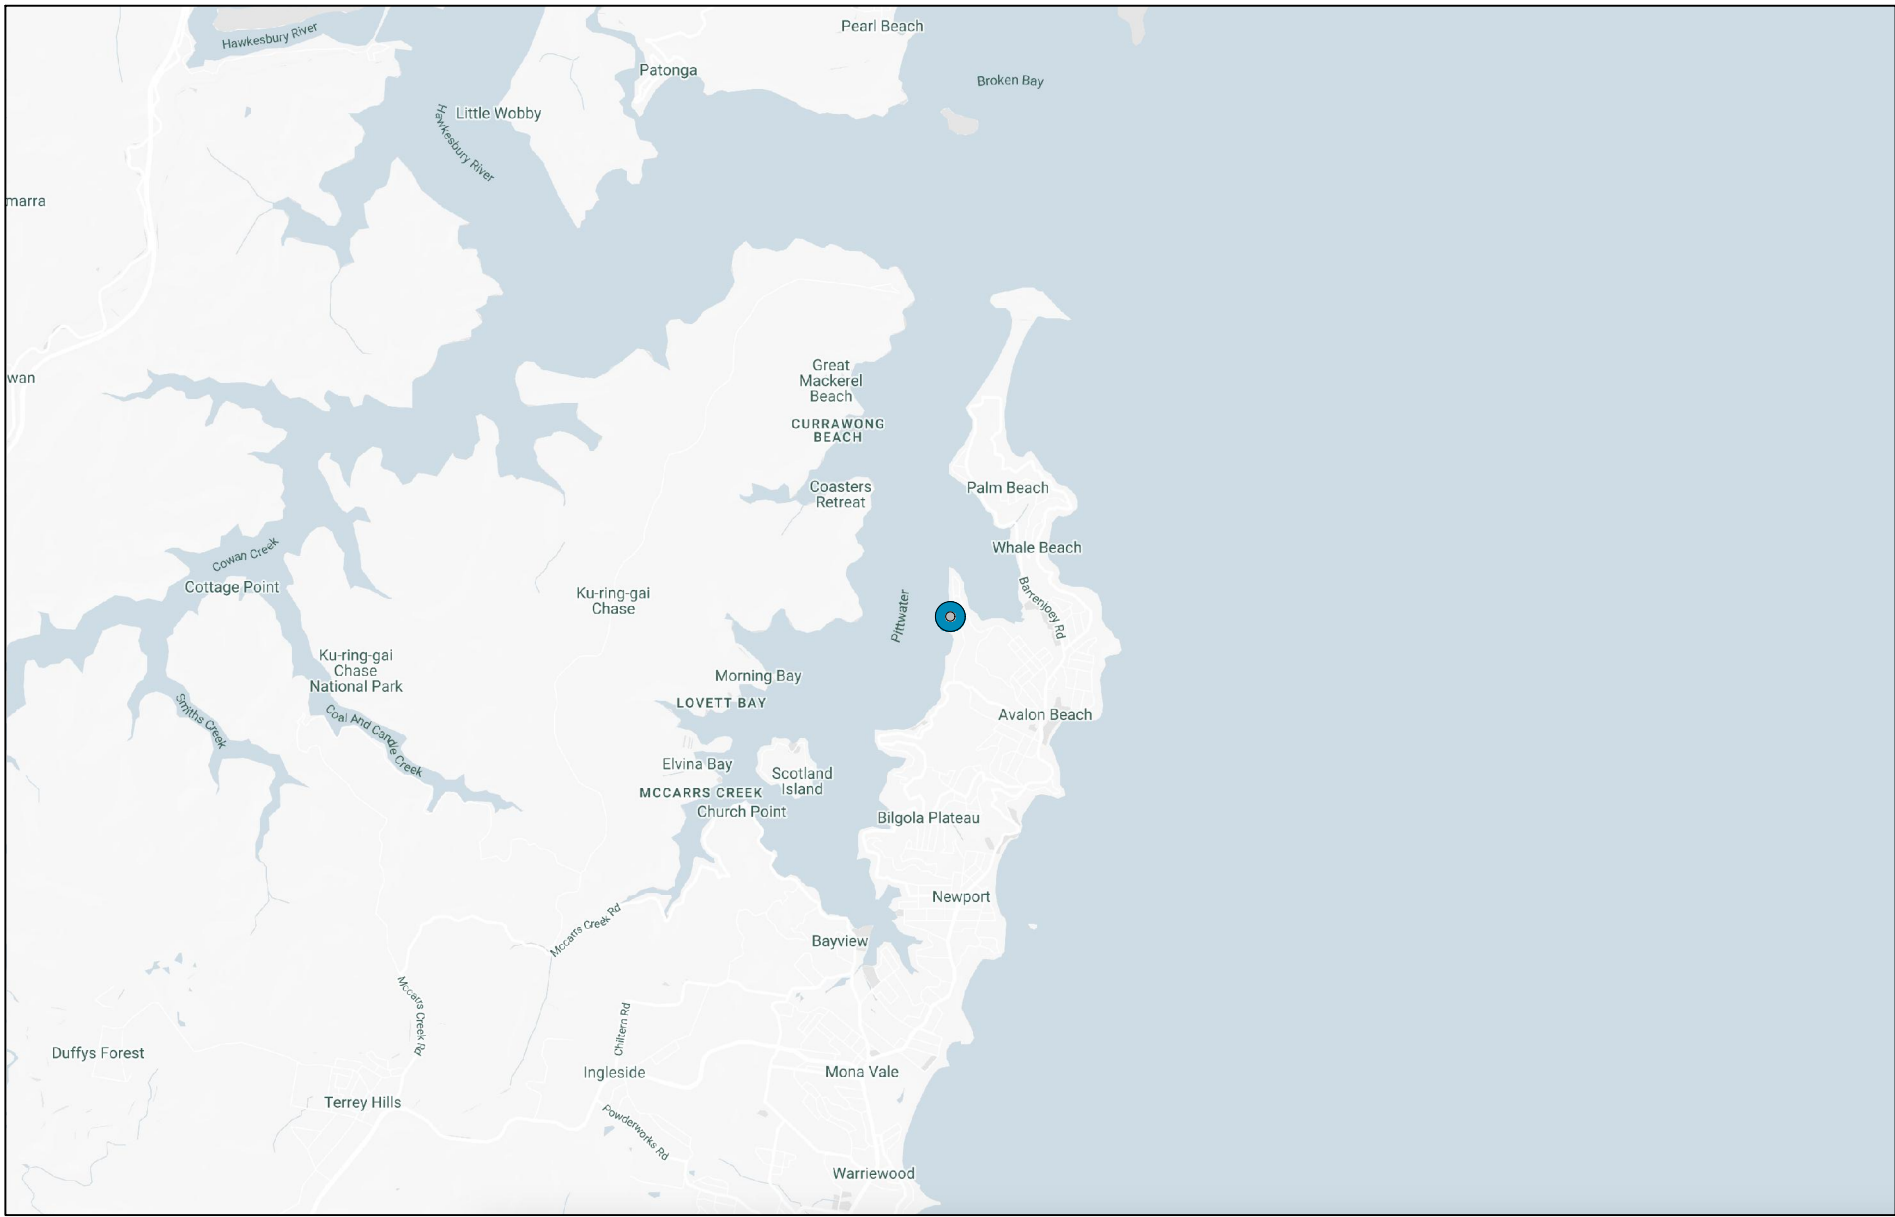 Pearl Beach
Hawkesbury River
Patonga
Broken Bay
Little Wobby
Hawkesbury River
marra
Great
Mackerel
Beach
wan
CURRAWONG
BEACH
Coasters
Retreat
Palm Beach
Whale Beach
Cowan Creek
Cottage Point
Ku-ring-gai
Chase
Barrenjoey Rd
Pittwater
Ku-ring-gai
Chase
National Park
Morning Bay
LOVETT BAY
Smiths Creek
Coal And Candle Creek
Avalon Beach
Elvina Bay
Scotland
Island
MCCARRS CREEK
Church Point
Bilgola Plateau
Newport
Mccarrs Creek Rd
Bayview
Mccarrs Creek Rd
Chiltern Rd
Duffys Forest
Ingleside
Mona Vale
Terrey Hills
Powderworks Rd
Warriewood